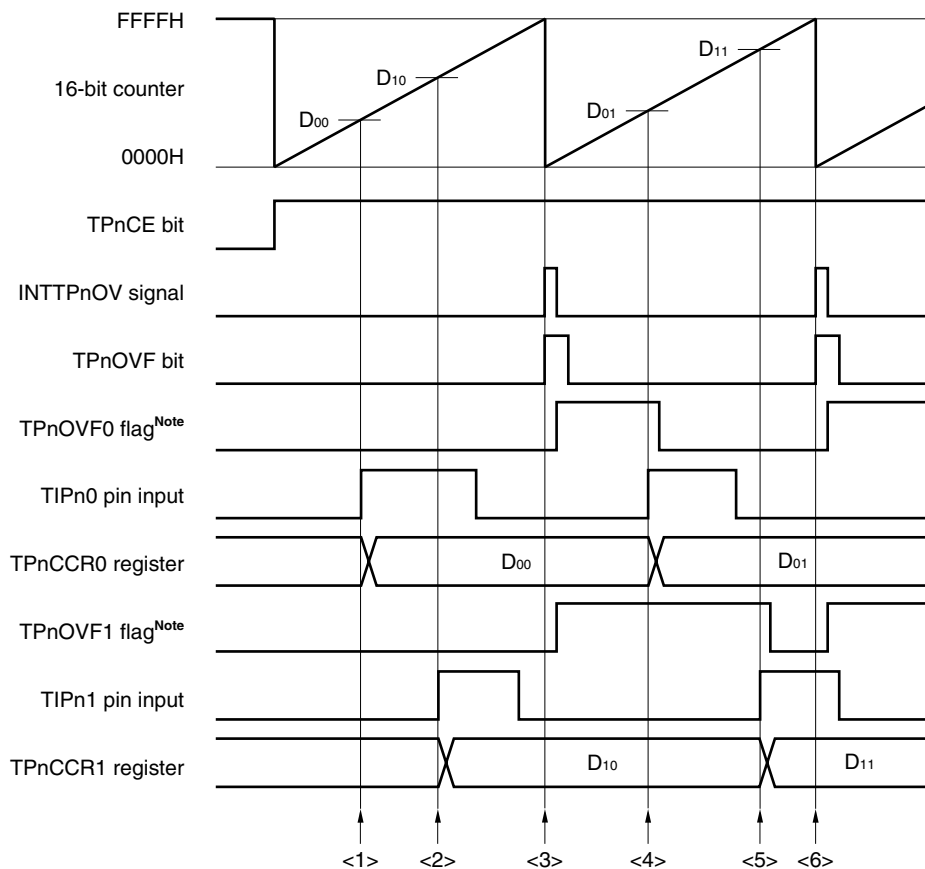 FFFFH
D11
D10
16-bit counter
D01
D00
0000H
TPnCE bit
INTTPnOV signal
TPnOVF bit
TPnOVF0 flagNote
TIPn0 pin input
TPnCCR0 register
D00
D01
TPnOVF1 flagNote
TIPn1 pin input
TPnCCR1 register
D10
D11
<1> <2> <3> <4> <5> <6>